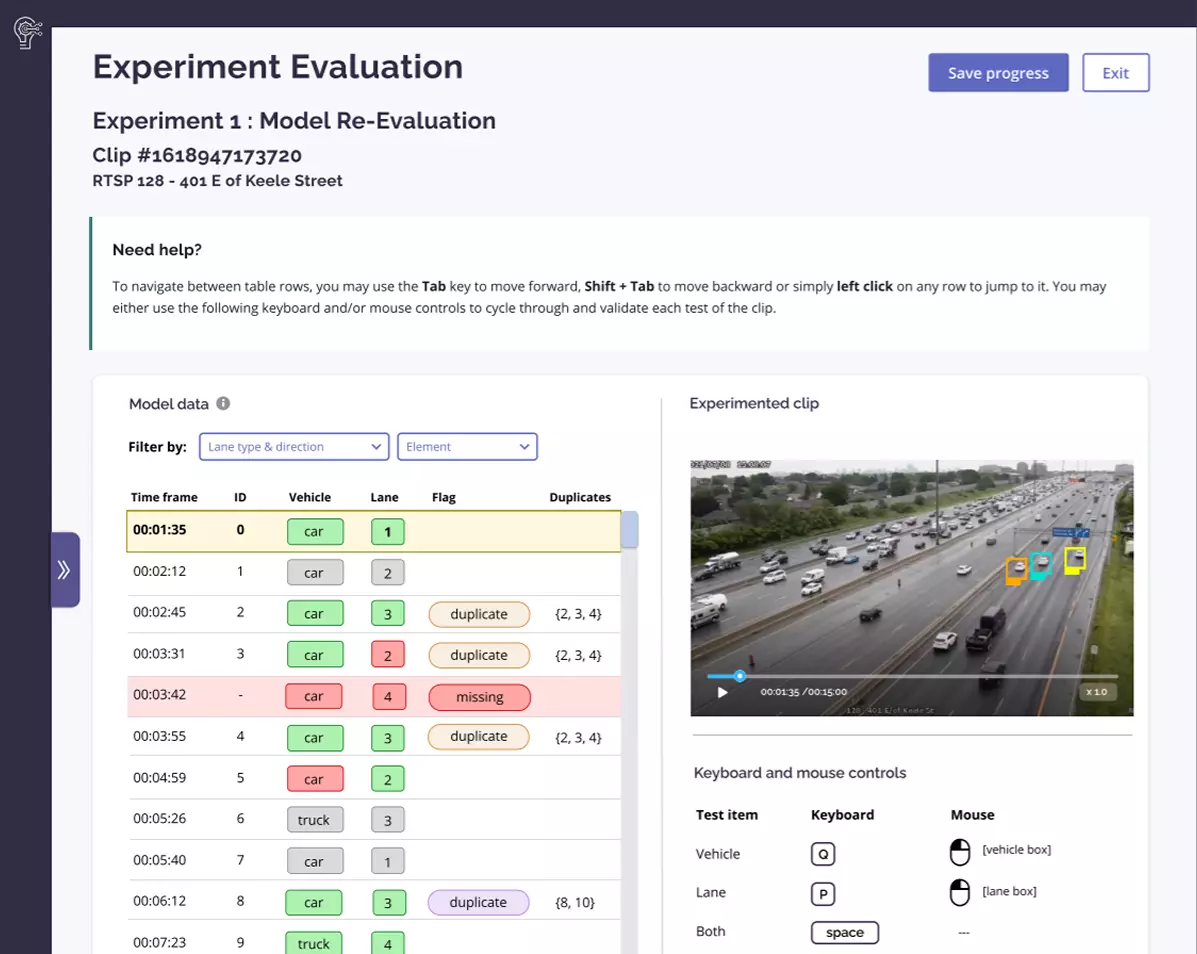 Experiment Evaluation
Save progress
Exit
Experiment 1 : Model Re-Evaluation
Clip #1618947173720
RTSP 128 - 401 E of Keele Street
Need help?
To navigate between table rows, you may use the Tab key to move forward, Shift + Tab to move backward or simply left click on any row to jump to it. You may
either use the following keyboard and/or mouse controls to cycle through and validate each test of the clip.
Model data
Filter by: Lane type & direction Element
Time frame ID Vehicle Lane Flag Duplicates
00:01:35 0 car 1
00:02:12 1 car 2
00:02:45 2 car 3 duplicate {2, 3, 4}
00:03:31 3 car 2 duplicate {2, 3, 4}
00:03:42 - car 4 missing
00:03:55 4 car 3 duplicate {2, 3, 4}
00:04:59 5 car 2
00:05:26 6 truck 3
00:05:40 7 car 1
00:06:12 8 car 3 duplicate {8, 10}
00:07:23 9 truck 4
Experimented clip
00:01:35 /00:15:00
x 1.0
128 - 401 E/of Keele St
Keyboard and mouse controls
Test item Keyboard Mouse
Vehicle Q [vehicle box]
Lane P [lane box]
Both space ---